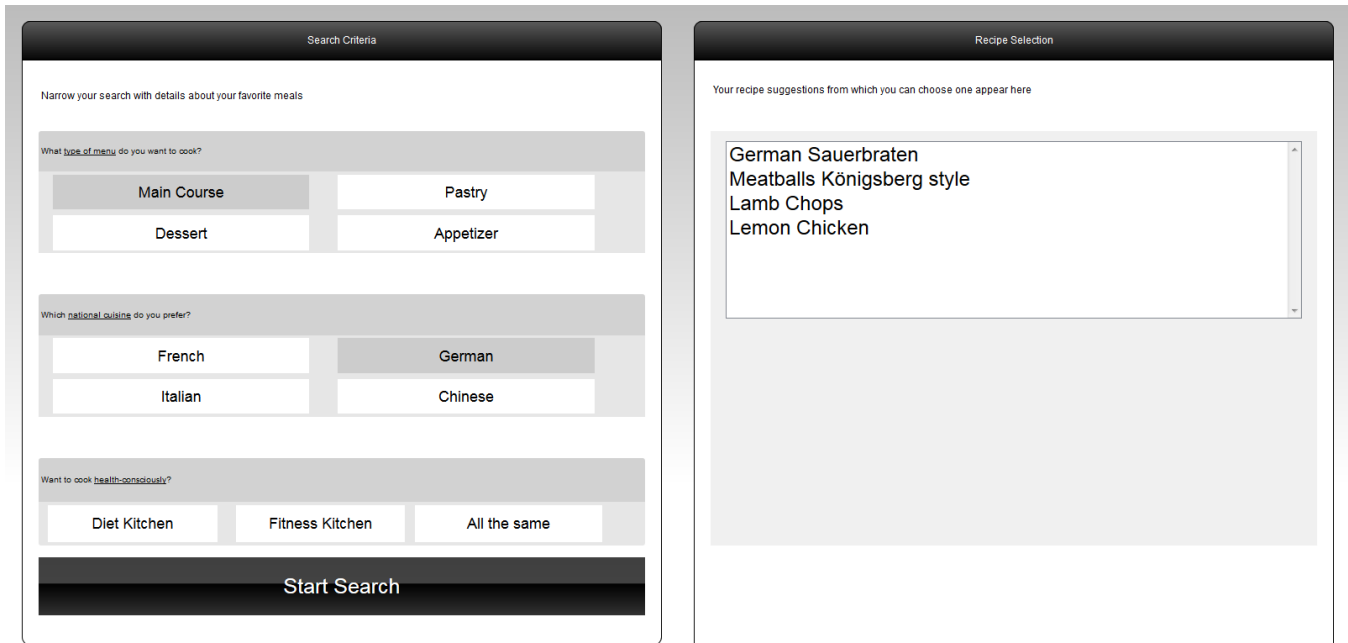 Search Criteria
Narrow your search with details about your favorite meals
What type of menu do you want to cook?
Main Course
Pastry
Dessert
Appetizer
Which national cuisine do you prefer?
French
German
Italian
Chinese
Want to cook health-consciously?
Diet Kitchen
Fitness Kitchen
All the same
Start Search
Recipe Selection
Your recipe suggestions from which you can choose one appear here
German Sauerbraten
Meatballs Königsberg style
Lamb Chops
Lemon Chicken